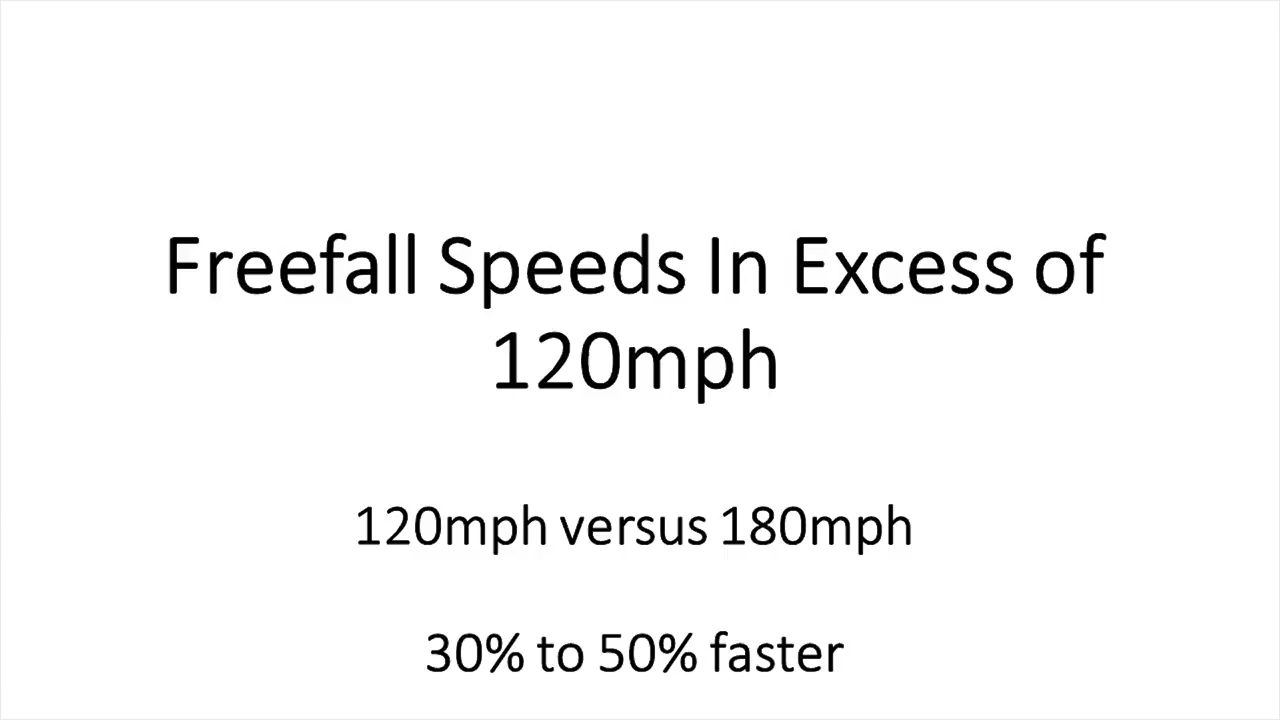 Freefall Speeds In Excess of
120mph
120mph versus 180mph
30% to 50% faster